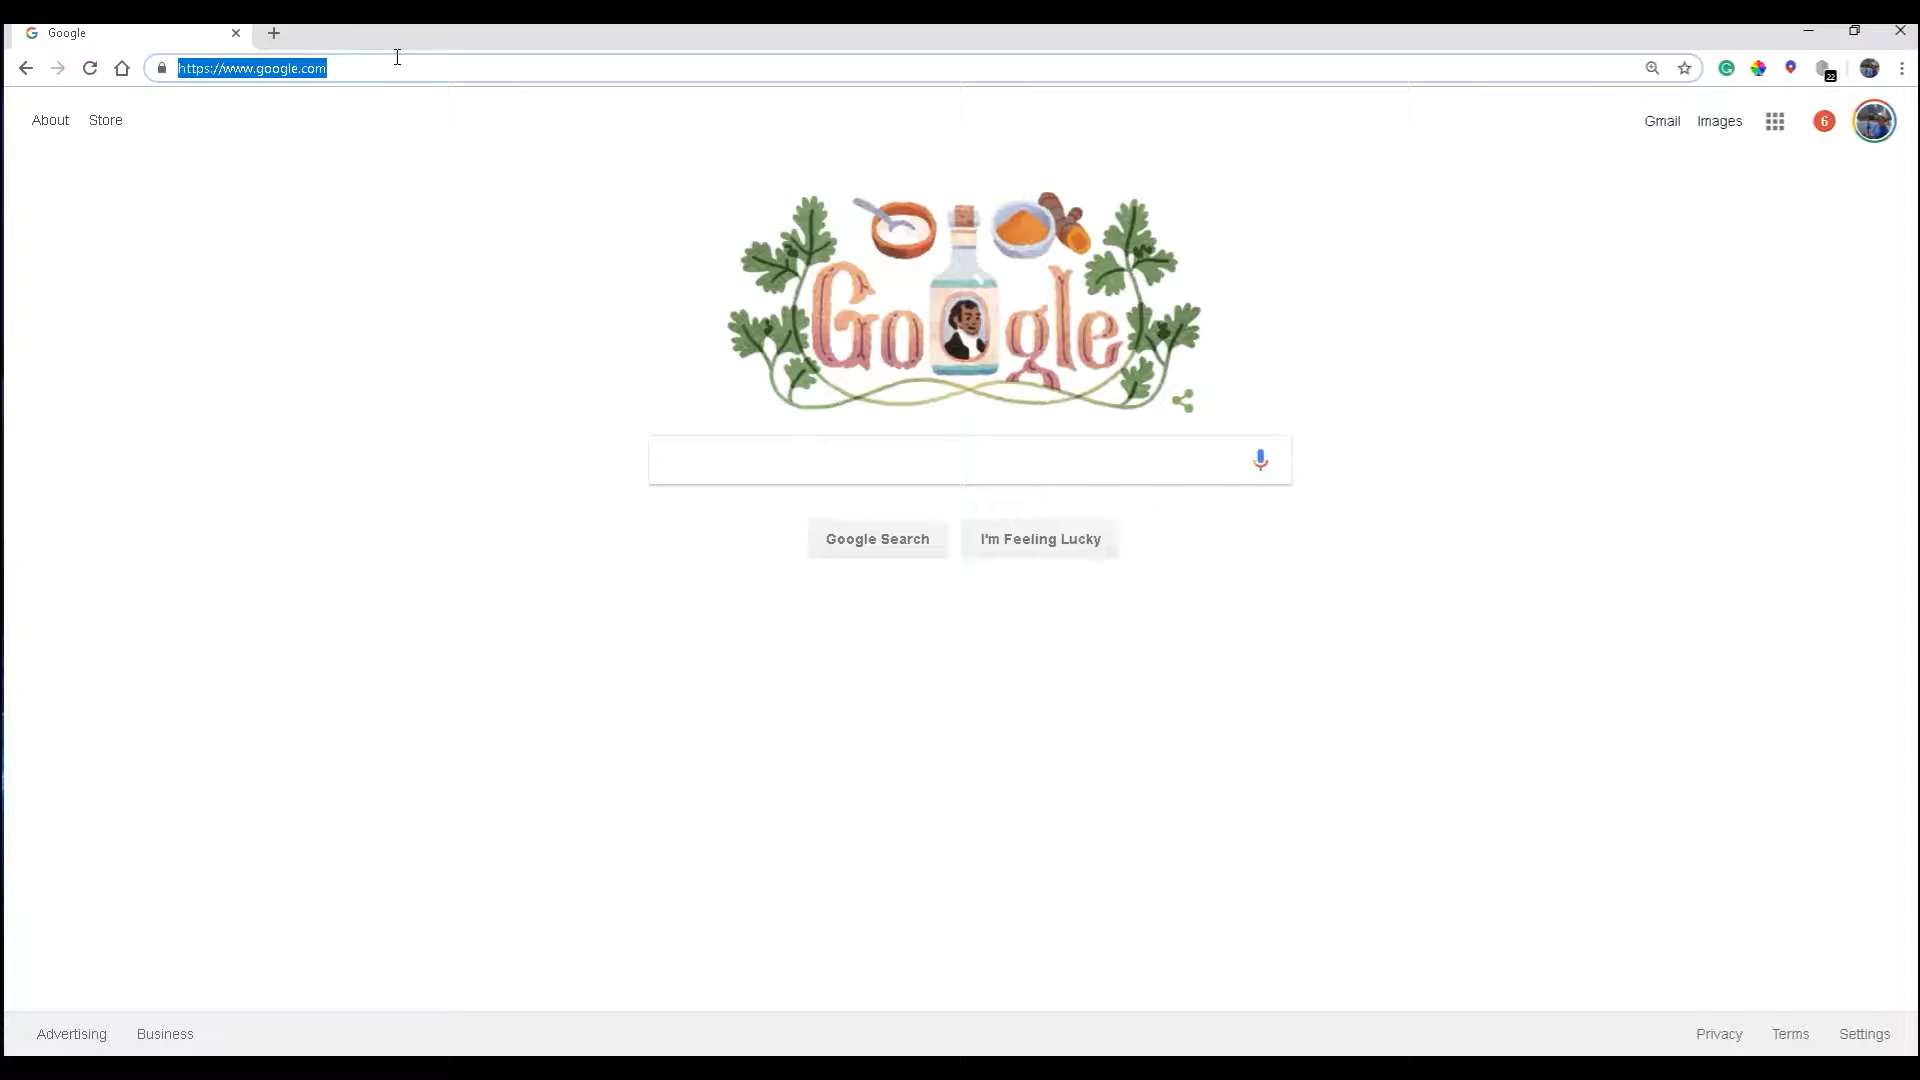 Google
https://www.google.com
22
About Store
Gmail Images 6
Google
Google Search I'm Feeling Lucky
Advertising Business
Privacy Terms Settings